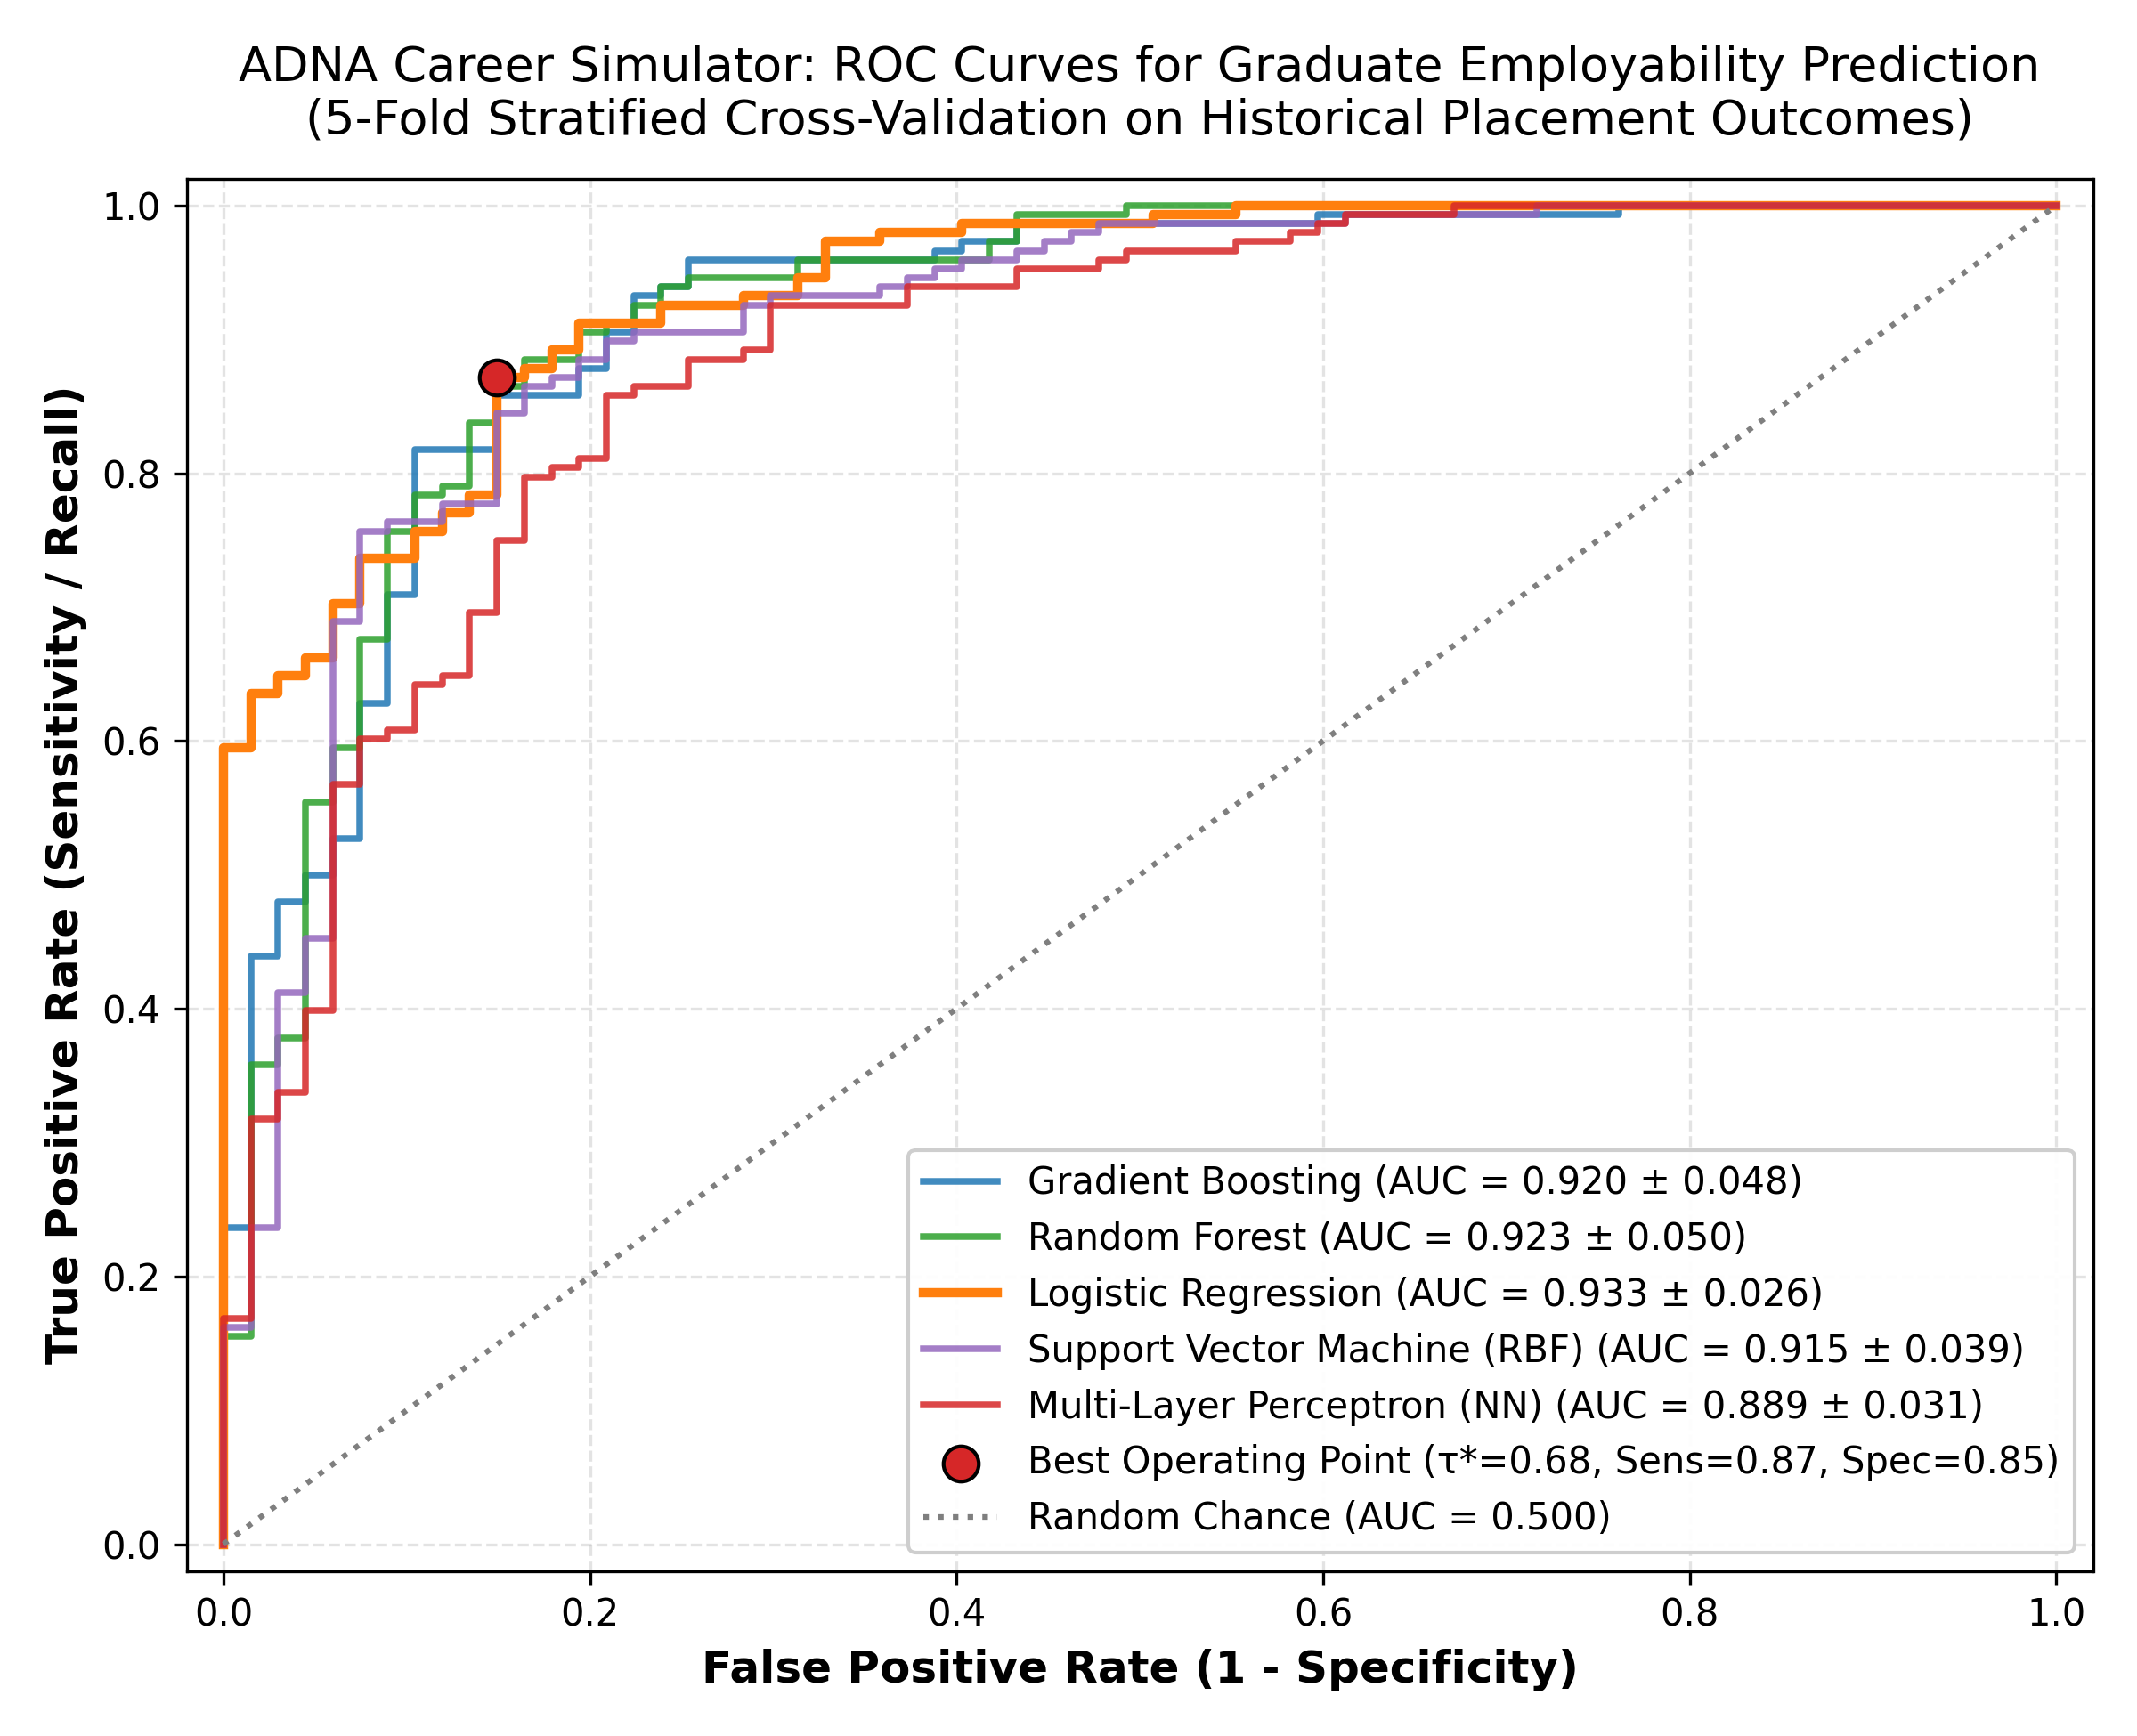 ADNA Career Simulator: ROC Curves for Graduate Employability Prediction
(5-Fold Stratified Cross-Validation on Historical Placement Outcomes)
True Positive Rate (Sensitivity / Recall)
1.0
0.8
0.6
0.4
0.2
0.0
Gradient Boosting (AUC = 0.920 ± 0.048)
Random Forest (AUC = 0.923 ± 0.050)
Logistic Regression (AUC = 0.933 ± 0.026)
Support Vector Machine (RBF) (AUC = 0.915 ± 0.039)
Multi-Layer Perceptron (NN) (AUC = 0.889 ± 0.031)
Best Operating Point (τ*=0.68, Sens=0.87, Spec=0.85)
Random Chance (AUC = 0.500)
0.0 0.2 0.4 0.6 0.8 1.0
False Positive Rate (1 - Specificity)